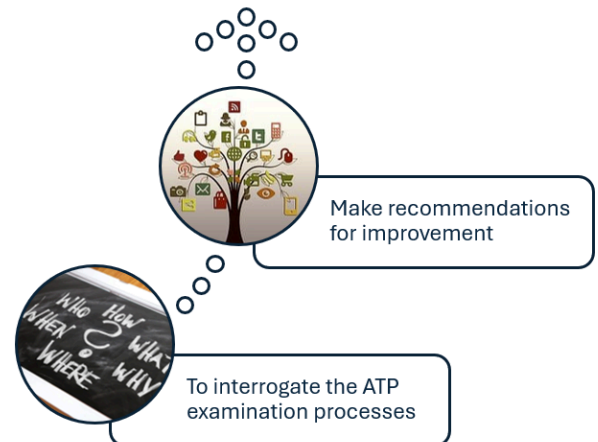 Make recommendations
for improvement
WHO HOW
WHEN ? WHAT
WHERE WHY
To interrogate the ATP
examination processes